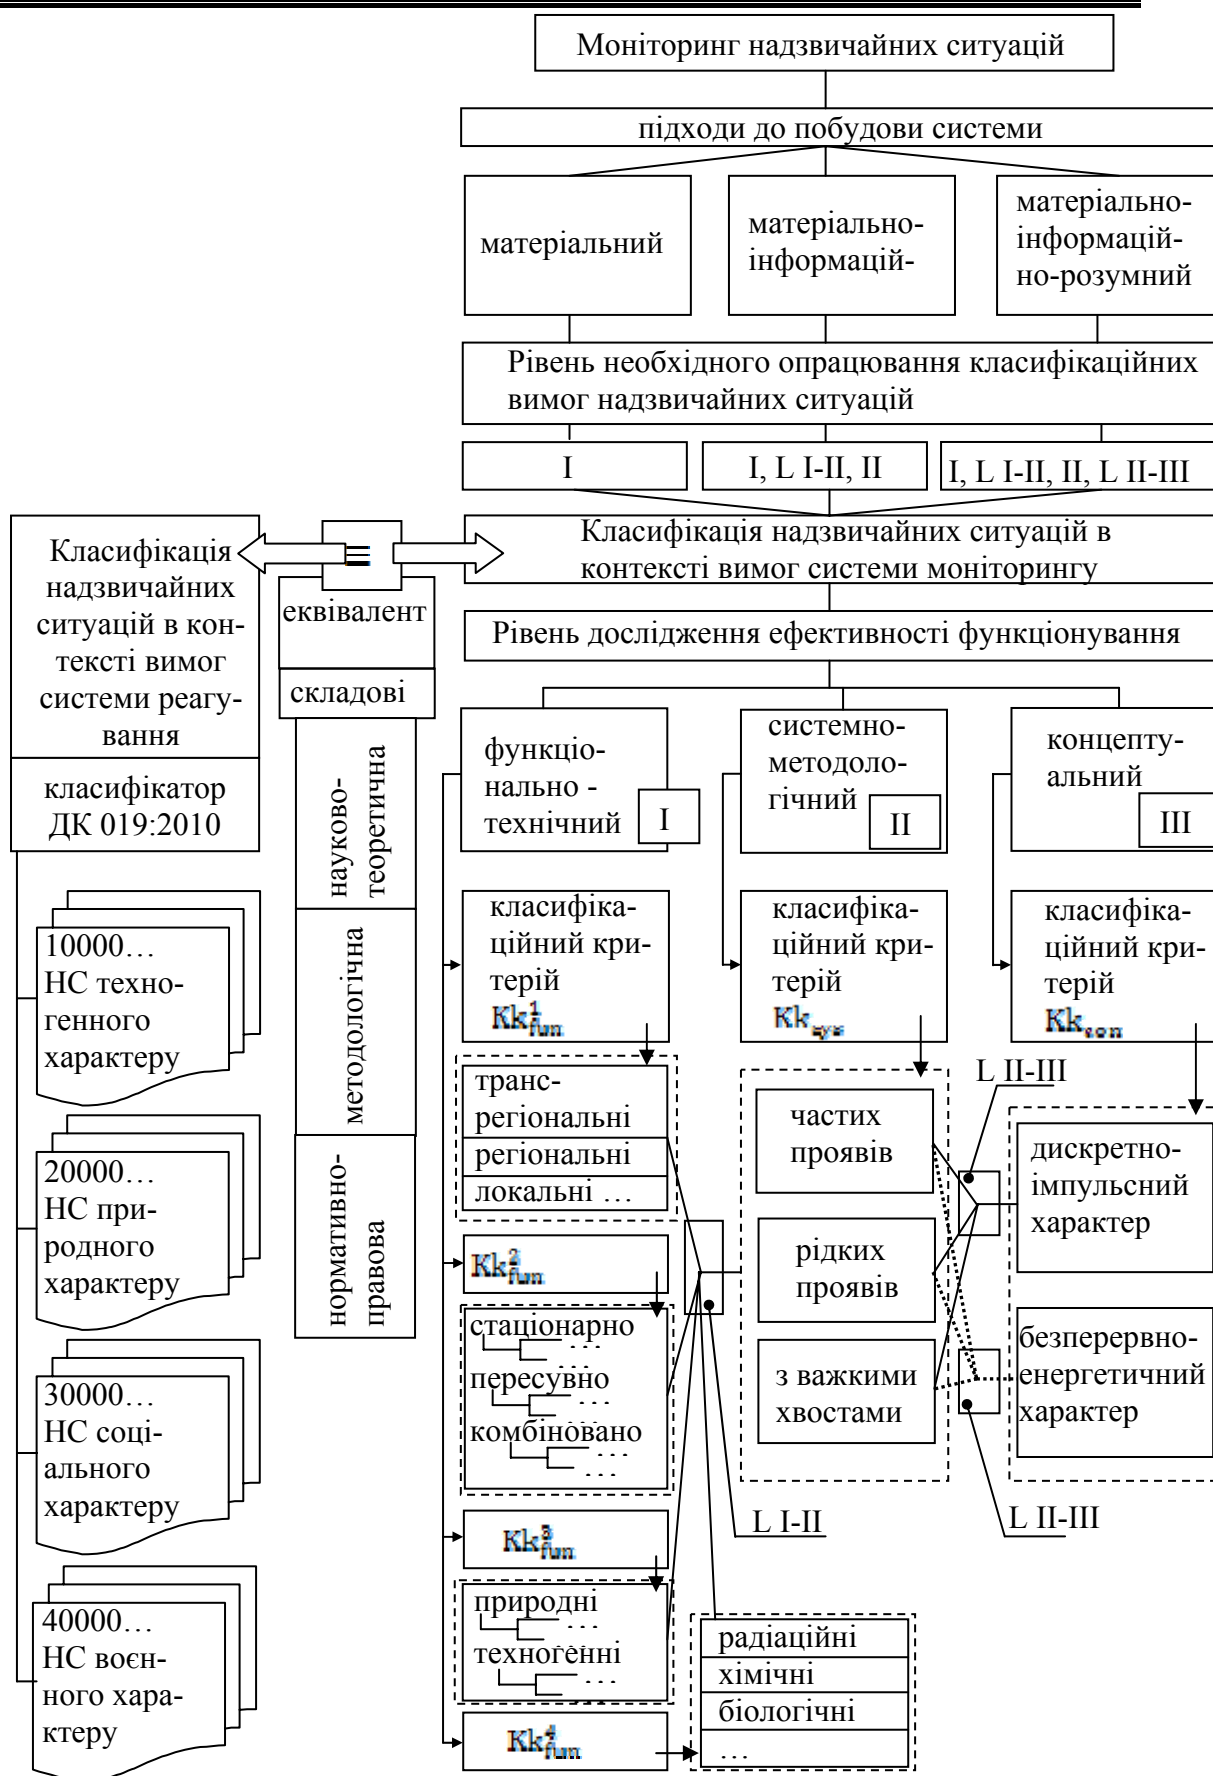 Моніторинг надзвичайних ситуацій
підходи до побудови системи
матеріальний
матеріально-
інформацій-
матеріально-
інформацій-
но-розумний
Рівень необхідного опрацювання класифікаційних
вимог надзвичайних ситуацій
I
I, L I-II, II
I, L I-II, II, L II-III
Класифікація
надзвичайних
ситуацій в кон-
тексті вимог
системи реагу-
вання
класифікатор
ДК 019:2010
≡
еквівалент
складові
науково-
теоретична
методологічна
нормативно-
правова
Класифікація надзвичайних ситуацій в
контексті вимог системи моніторингу
Рівень дослідження ефективності функціонування
функціо-
нально -
технічний
I
системно-
методоло-
гічний
II
концепту-
альний
III
10000…
НС техно-
генного
характеру
20000…
НС при-
родного
характеру
30000…
НС соці-
ального
характеру
40000…
НС воєн-
ного хара-
ктеру
класифіка-
ційний кри-
терій
Kk¹fun
транс-
регіональні
регіональні
локальні …
Kk²fun
стаціонарно
…
…
пересувно
…
…
комбіновано
…
…
Kk³fun
природні
…
…
техногенні
…
…
Kk⁴fun
радіаційні
хімічні
біологічні
…
L I-II
класифіка-
ційний кри-
терій
Kk sys
частих
проявів
рідких
проявів
з важкими
хвостами
класифіка-
ційний кри-
терій
Kk con
L II-III
дискретно-
імпульсний
характер
безперервно-
енергетичний
характер
L II-III